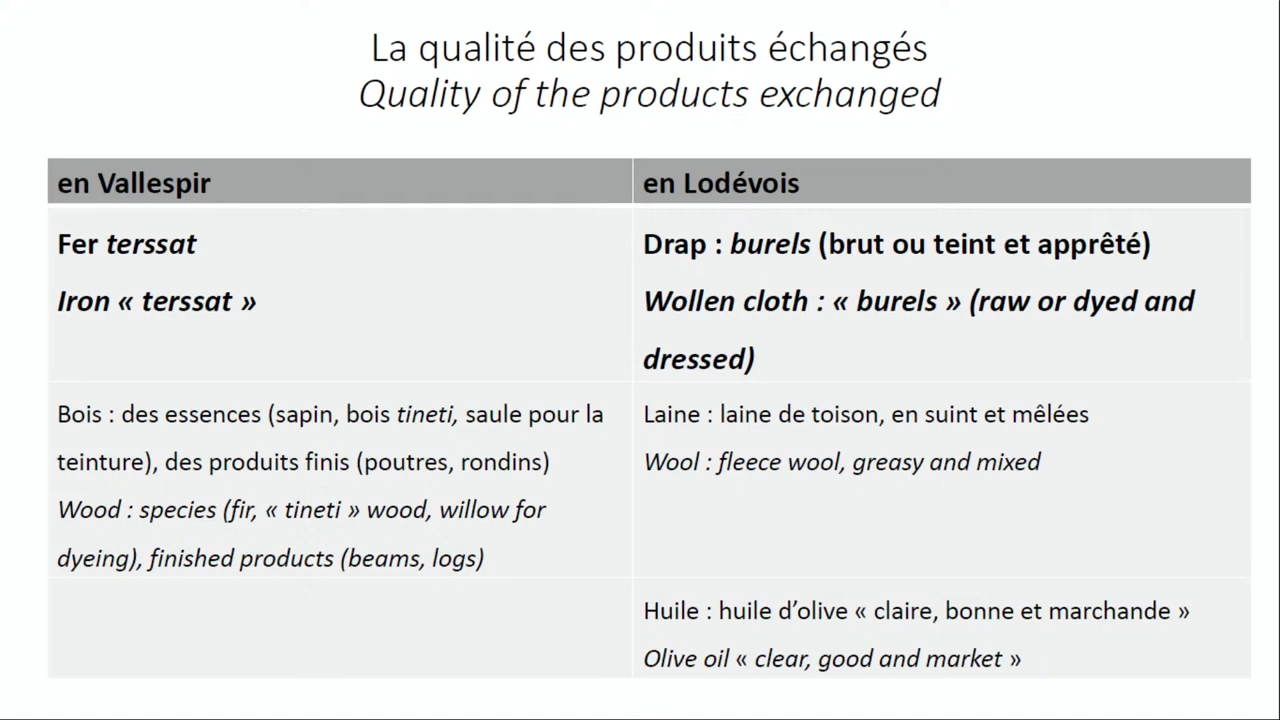 La qualité des produits échangés
Quality of the products exchanged
en Vallespir
en Lodévois
Fer terssat
Iron « terssat »
Drap : burels (brut ou teint et apprêté)
Wollen cloth : « burels » (raw or dyed and
dressed)
Bois : des essences (sapin, bois tineti, saule pour la
teinture), des produits finis (poutres, rondins)
Wood : species (fir, « tineti » wood, willow for
dyeing), finished products (beams, logs)
Laine : laine de toison, en suint et mêlées
Wool : fleece wool, greasy and mixed
Huile : huile d’olive « claire, bonne et marchande »
Olive oil « clear, good and market »